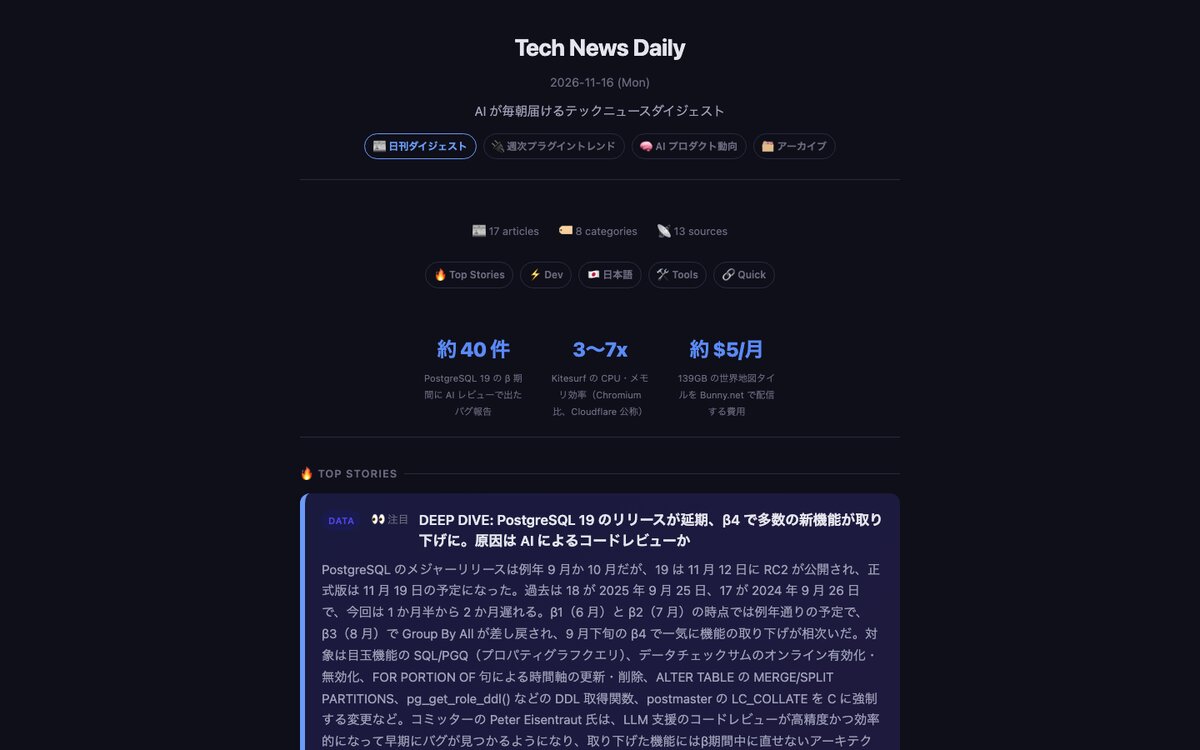 Tech News Daily
2026-11-16 (Mon)
AI が毎朝届けるテックニュースダイジェスト
日刊ダイジェスト 週次プラグイントレンド AI プロダクト動向 アーカイブ
17 articles 8 categories 13 sources
Top Stories Dev 日本語 Tools Quick
約 40 件 3〜7x 約 $5/月
PostgreSQL 19 の β 期 Kitesurf の CPU・メモ 139GB の世界地図タイ
間に AI レビューで出た リ効率（Chromium ルを Bunny.net で配信
バグ報告 比、Cloudflare 公称） する費用
TOP STORIES
DATA 注目 DEEP DIVE: PostgreSQL 19 のリリースが延期、β4 で多数の新機能が取り
下げに。原因は AI によるコードレビューか
PostgreSQL のメジャーリリースは例年 9 月か 10 月だが、19 は 11 月 12 日に RC2 が公開され、正
式版は 11 月 19 日の予定になった。過去は 18 が 2025 年 9 月 25 日、17 が 2024 年 9 月 26 日
で、今回は 1 か月半から 2 か月遅れる。β1（6 月）と β2（7 月）の時点では例年通りの予定で、
β3（8 月）で Group By All が差し戻され、9 月下旬の β4 で一気に機能の取り下げが相次いだ。対
象は目玉機能の SQL/PGQ（プロパティグラフクエリ）、データチェックサムのオンライン有効化・
無効化、FOR PORTION OF 句による時間軸の更新・削除、ALTER TABLE の MERGE/SPLIT
PARTITIONS、pg_get_role_ddl() などの DDL 取得関数、postmaster の LC_COLLATE を C に強制
する変更など。コミッターの Peter Eisentraut 氏は、LLM 支援のコードレビューが高精度かつ効率
的になって早期にバグが見つかるようになり、取り下げた機能にはβ期間中に直せないアーキテク